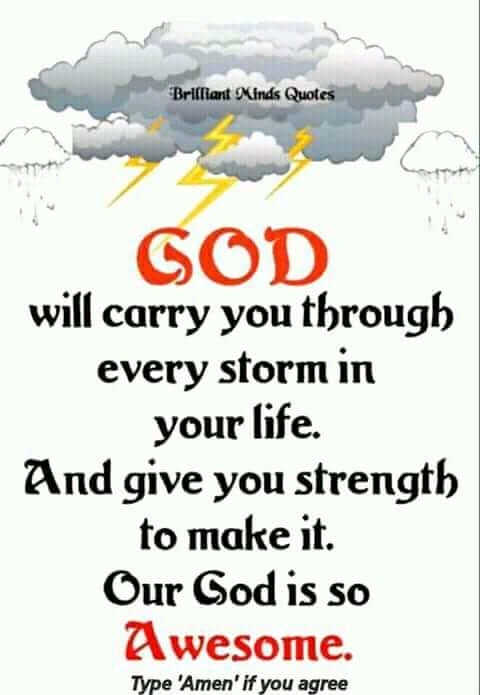 Brilliant Minds Quotes
GOD
will carry you through
every storm in
your life.
And give you strength
to make it.
Our God is so
Awesome.
Type 'Amen' if you agree